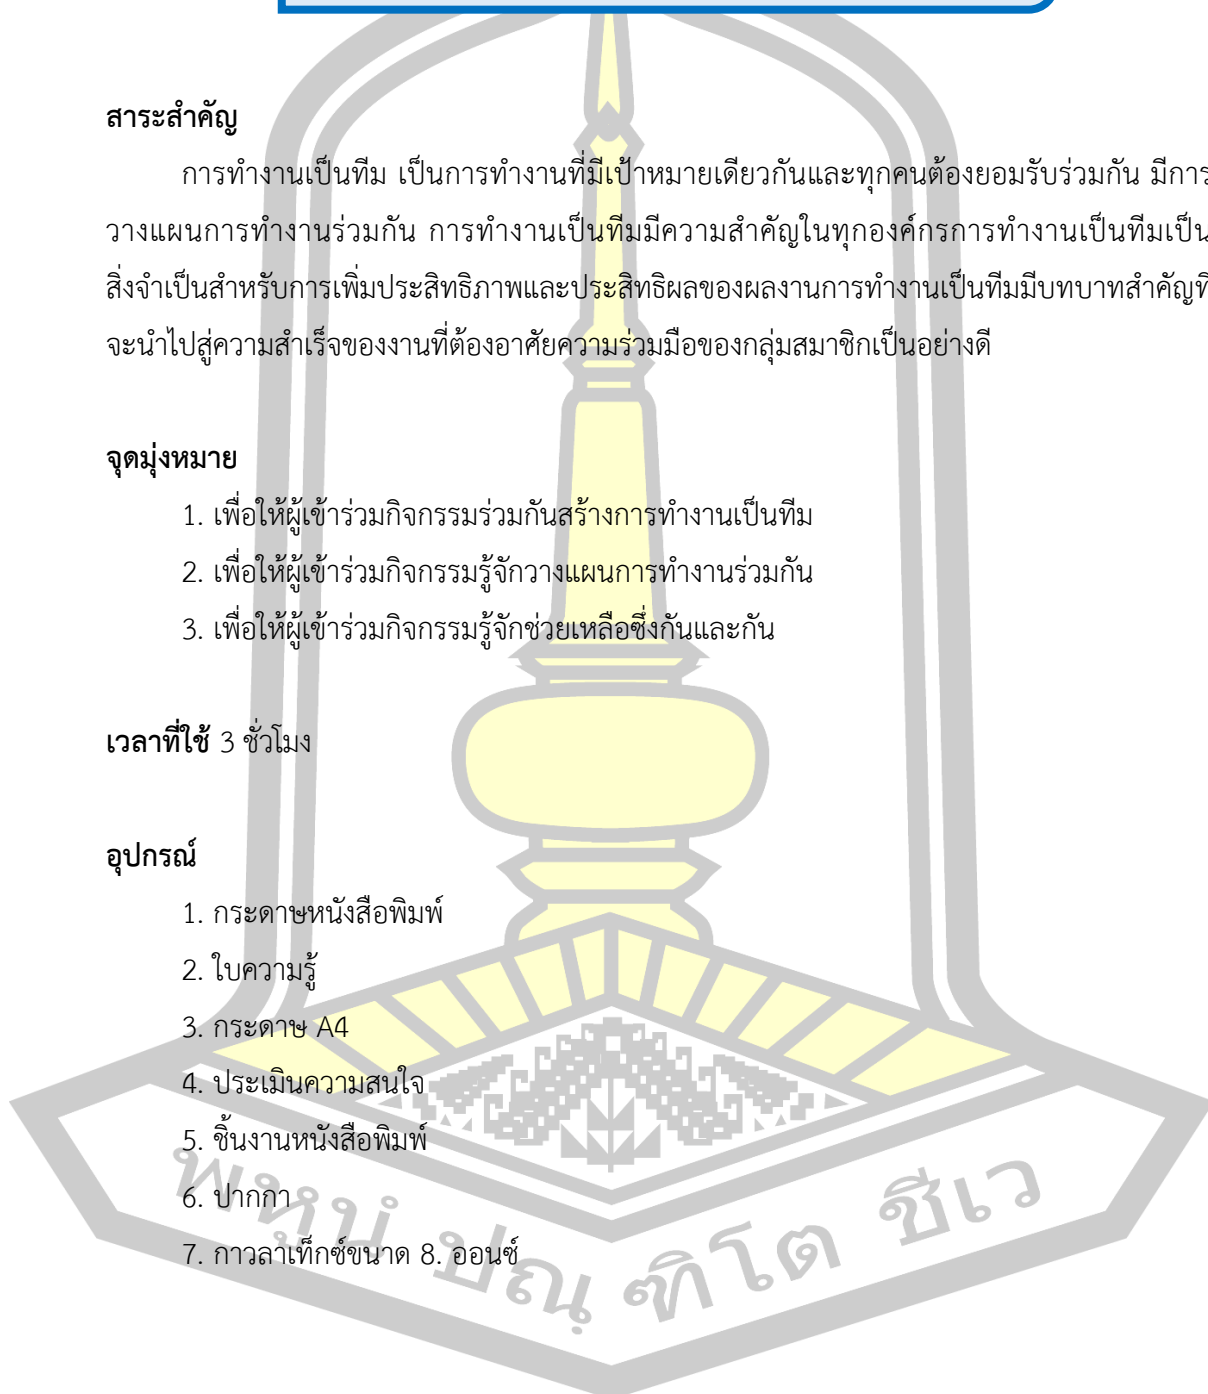 สาระสำคัญ
การทำงานเป็นทีม เป็นการทำงานที่มีเป้าหมายเดียวกันและทุกคนต้องยอมรับร่วมกัน มีการ
วางแผนการทำงานร่วมกัน การทำงานเป็นทีมมีความสำคัญในทุกองค์กรการทำงานเป็นทีมเป็น
สิ่งจำเป็นสำหรับการเพิ่มประสิทธิภาพและประสิทธิผลของผลงานการทำงานเป็นทีมมีบทบาทสำคัญที
จะนำไปสู่ความสำเร็จของงานที่ต้องอาศัยความร่วมมือของกลุ่มสมาชิกเป็นอย่างดี
จุดมุ่งหมาย
1. เพื่อให้ผู้เข้าร่วมกิจกรรมร่วมกันสร้างการทำงานเป็นทีม
2. เพื่อให้ผู้เข้าร่วมกิจกรรมรู้จักวางแผนการทำงานร่วมกัน
3. เพื่อให้ผู้เข้าร่วมกิจกรรมรู้จักช่วยเหลือซึ่งกันและกัน
เวลาที่ใช้ 3 ชั่วโมง
อุปกรณ์
1. กระดาษหนังสือพิมพ์
2. ใบความรู้
3. กระดาษ A4
4. ประเมินความสนใจ
5. ชิ้นงานหนังสือพิมพ์
6. ปากกา
7. กาวลาเท็กซ์ขนาด 8. ออนซ์
พหูนํ ปณฺฑิโต ชีเว